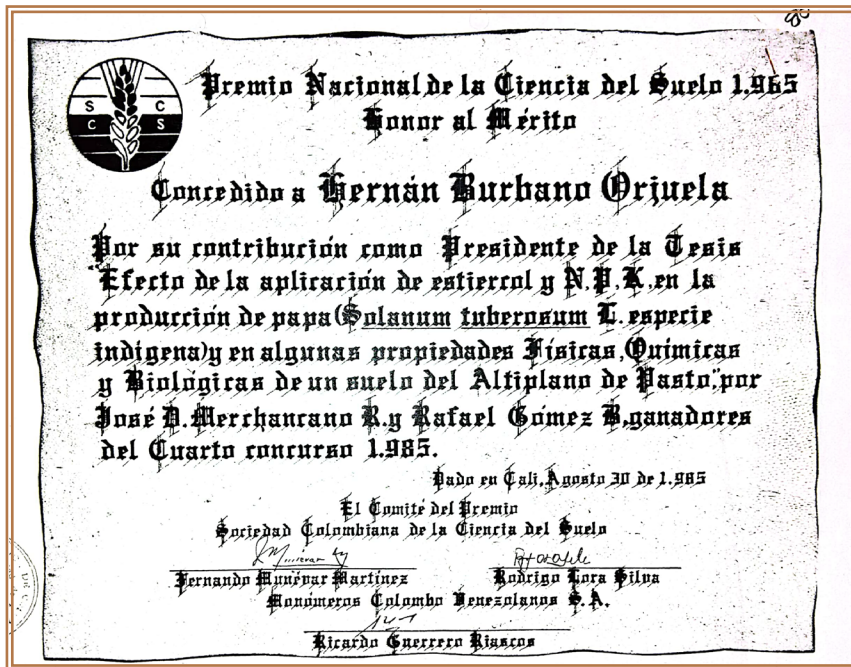 S C
C S
Premio Nacional de la Ciencia del Suelo 1.965
Honor al Mérito
Concedido a Hernán Burbano Orjuela
Por su contribución como Presidente de la Tesis
"Efecto de la aplicación de estiercol y N.P.K. en la
producción de papa (Solanum tuberosum L. especie
indígena) y en algunas propiedades Físicas, Químicas
y Biológicas de un suelo del Altiplano de Pasto", por
José D. Merchancano R. y Rafael Gómez B. ganadores
del Cuarto concurso 1.985.
Dado en Cali, Agosto 30 de 1.985
El Comité del Premio
Sociedad Colombiana de la Ciencia del Suelo
Fernando Munévar Martínez
Rodrigo Lora Silva
Monómeros Colombo Venezolanos S.A.
Ricardo Guerrero Riascos